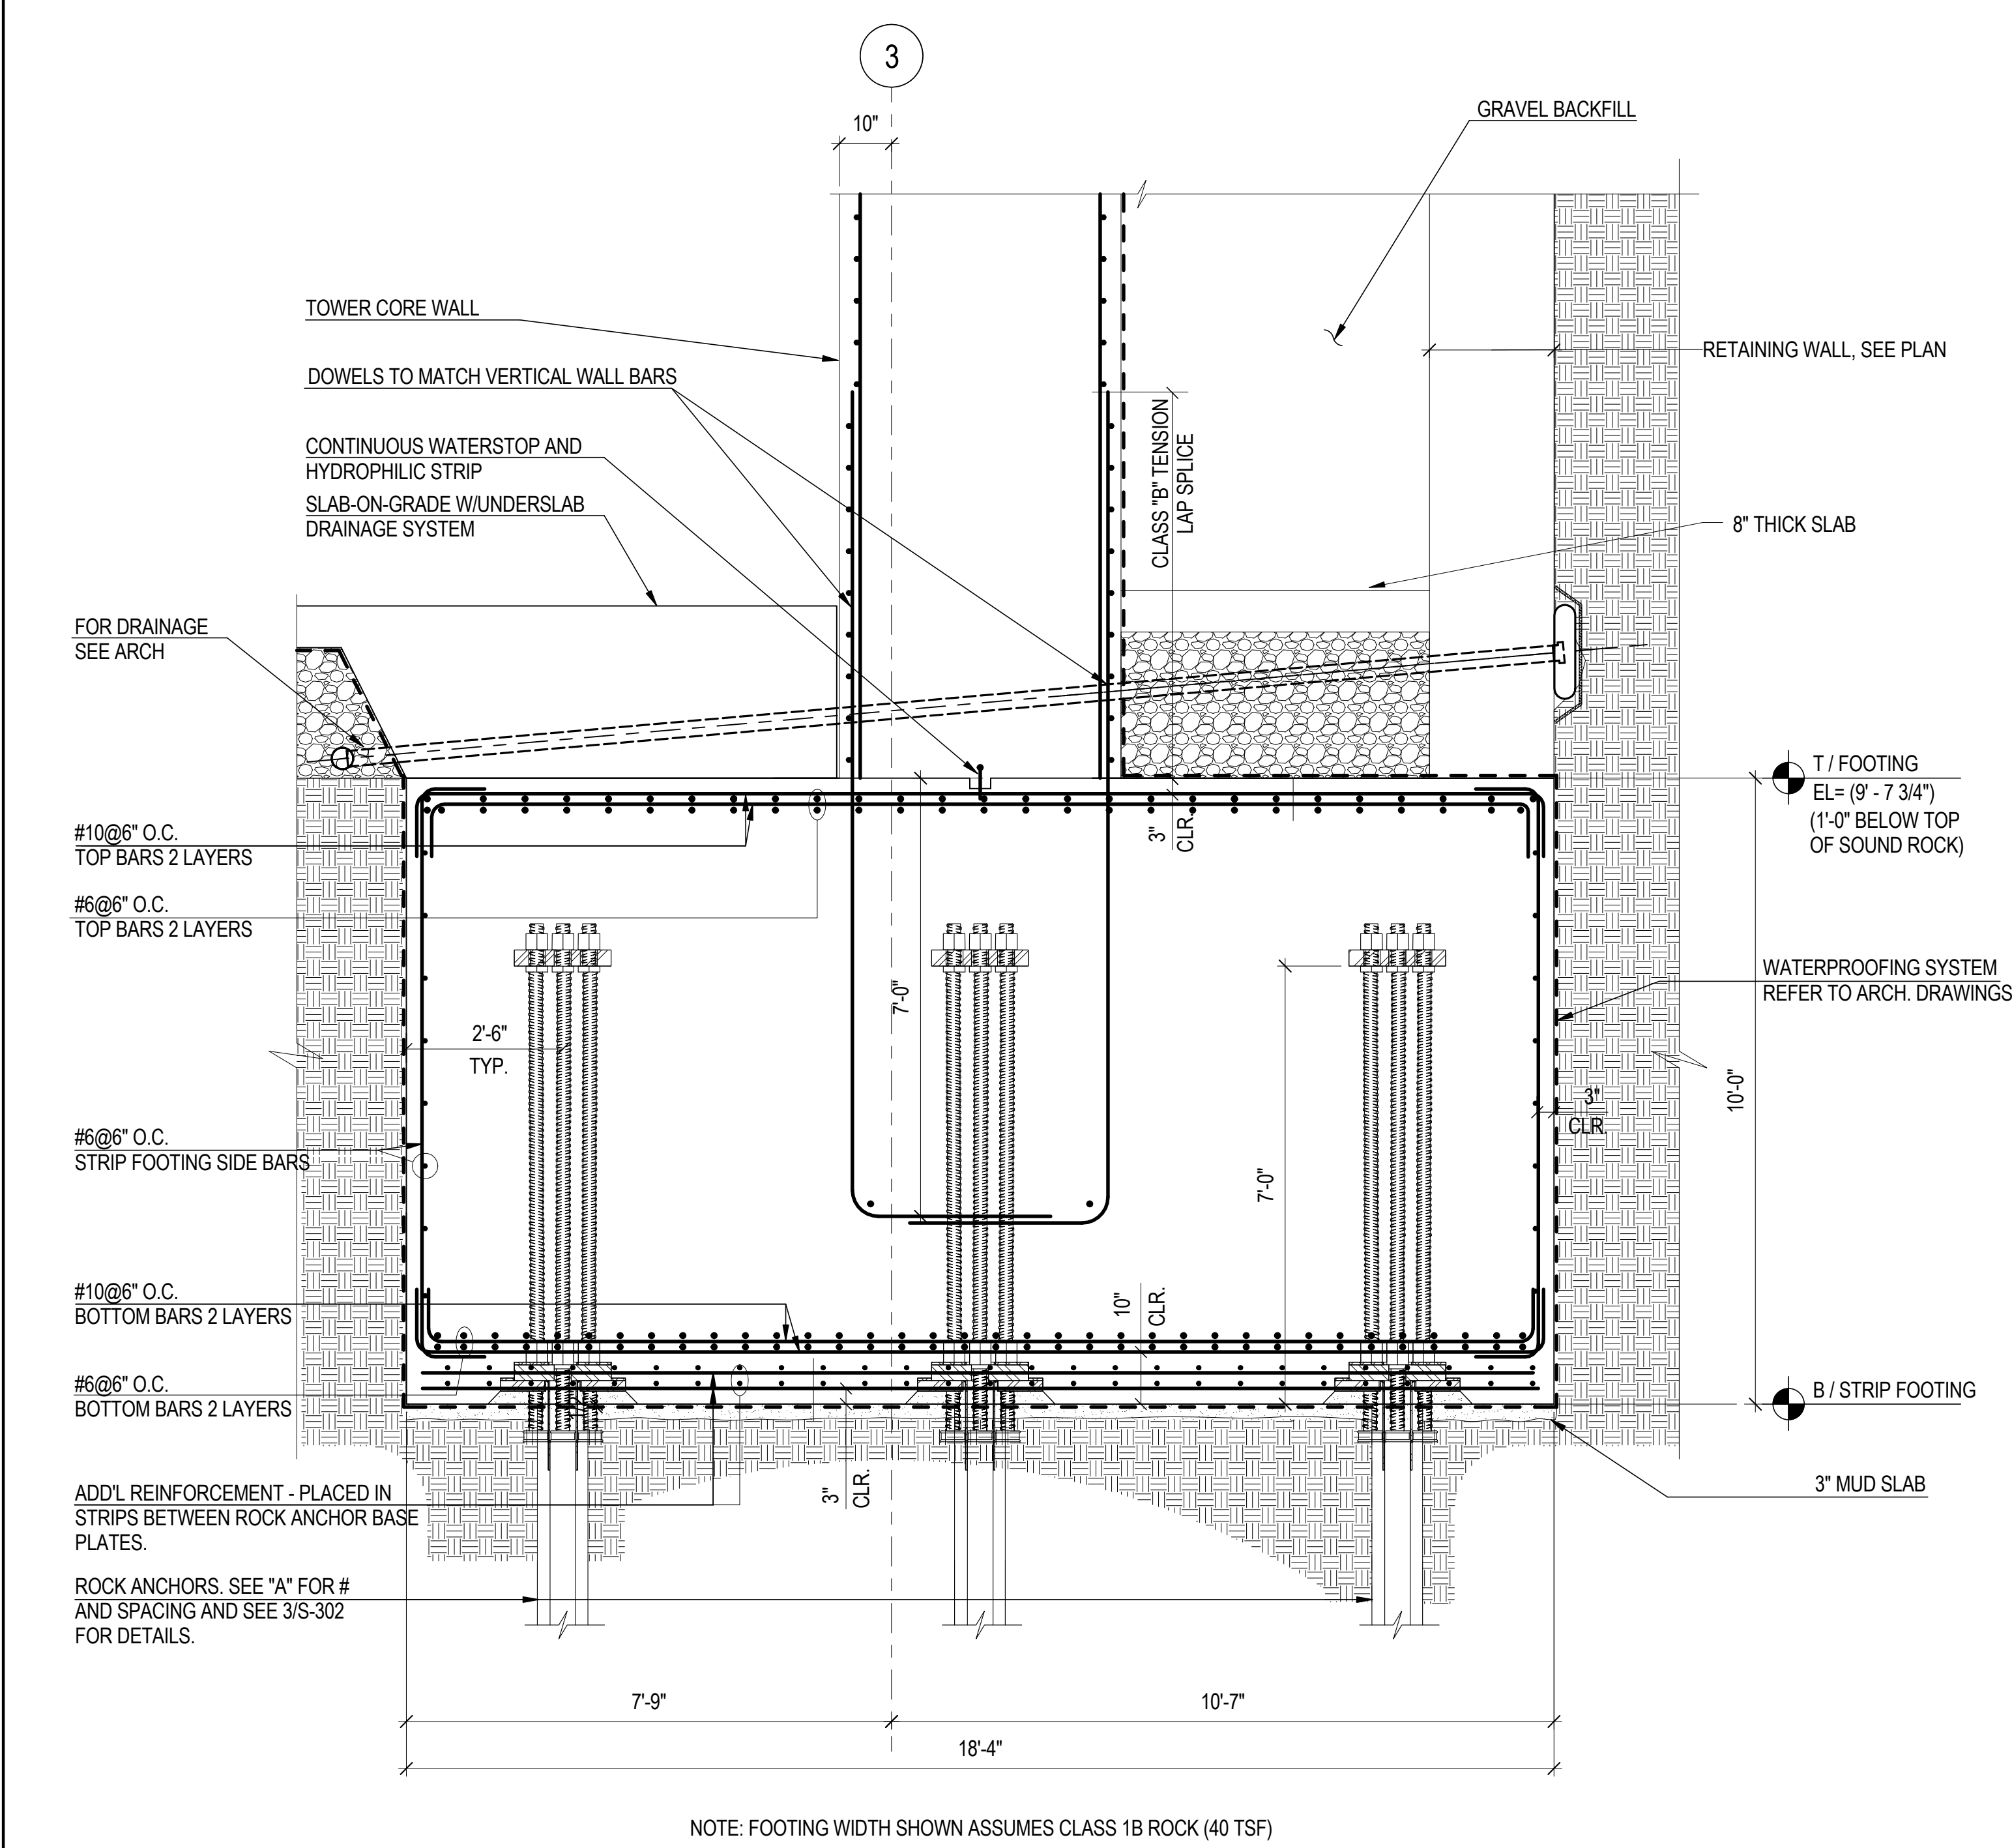 3
10"
GRAVEL BACKFILL
TOWER CORE WALL
RETAINING WALL, SEE PLAN
DOWELS TO MATCH VERTICAL WALL BARS
CLASS "B" TENSION
LAP SPLICE
CONTINUOUS WATERSTOP AND
HYDROPHILIC STRIP
SLAB-ON-GRADE W/UNDERSLAB
DRAINAGE SYSTEM
8" THICK SLAB
FOR DRAINAGE
SEE ARCH
T / FOOTING
EL= (9' - 7 3/4")
(1'-0" BELOW TOP
OF SOUND ROCK)
#10@6" O.C.
TOP BARS 2 LAYERS
3"
CLR.
#6@6" O.C.
TOP BARS 2 LAYERS
WATERPROOFING SYSTEM
REFER TO ARCH. DRAWINGS
7'-0"
2'-6"
TYP.
10'-0"
3"
CLR.
#6@6" O.C.
STRIP FOOTING SIDE BARS
7'-0"
#10@6" O.C.
BOTTOM BARS 2 LAYERS
10"
CLR.
#6@6" O.C.
BOTTOM BARS 2 LAYERS
B / STRIP FOOTING
3" MUD SLAB
3"
CLR.
ADD'L REINFORCEMENT - PLACED IN
STRIPS BETWEEN ROCK ANCHOR BASE
PLATES.
ROCK ANCHORS. SEE "A" FOR #
AND SPACING AND SEE 3/S-302
FOR DETAILS.
7'-9"
10'-7"
18'-4"
NOTE: FOOTING WIDTH SHOWN ASSUMES CLASS 1B ROCK (40 TSF)